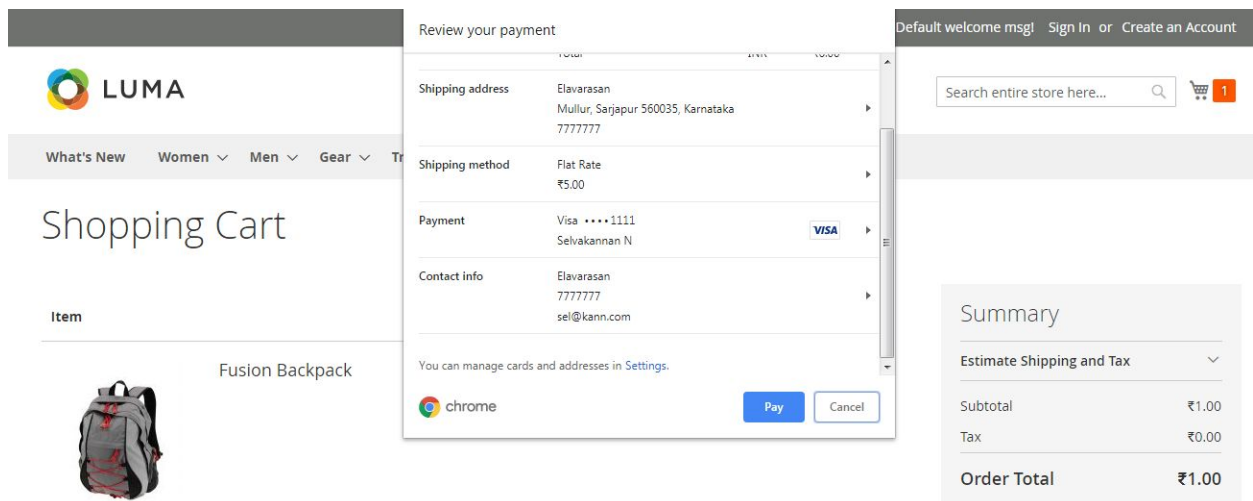 Default welcome msg! Sign In or Create an Account
LUMA
Search entire store here...
1
What's New Women Men Gear Tr
Shopping Cart
Item
Fusion Backpack
Review your payment
Total INR
Shipping address Elavarasan
Mullur, Sarjapur 560035, Karnataka
7777777
Shipping method Flat Rate
₹5.00
Payment Visa ••••1111
VISA
Selvakannan N
Contact info Elavarasan
7777777
sel@kann.com
You can manage cards and addresses in Settings.
chrome
Pay Cancel
Summary
Estimate Shipping and Tax
Subtotal ₹1.00
Tax ₹0.00
Order Total ₹1.00